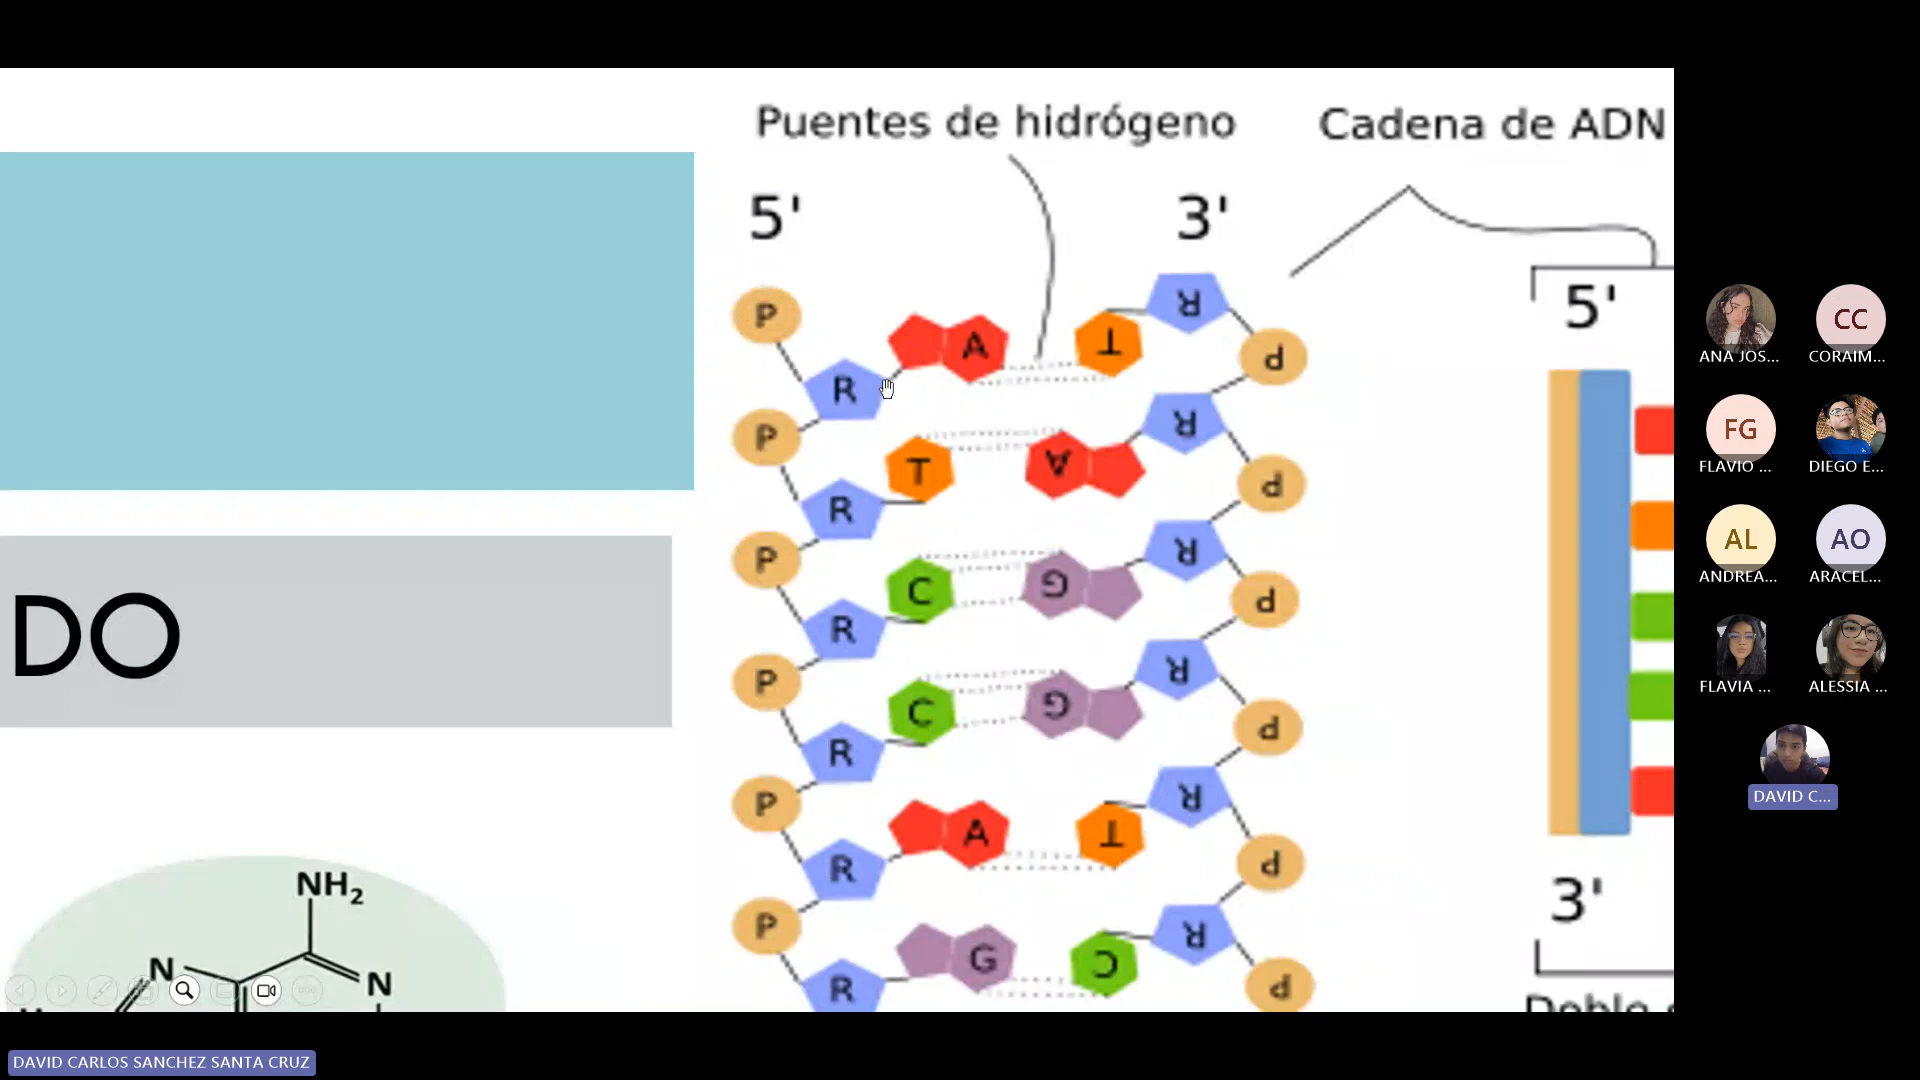 Puentes de hidrógeno
Cadena de ADN
5'
3'
5'
P
A
T
R
P
R
P
T
A
R
P
R
P
C
G
R
P
R
P
C
G
R
P
R
P
A
T
R
P
R
P
G
C
R
P
R
3'
DO
NH2
N
N
ANA JOS...
CC
CORAIM...
FG
FLAVIO ...
DIEGO E...
AL
ANDREA...
AO
ARACEL...
FLAVIA ...
ALESSIA ...
DAVID C...
DAVID CARLOS SANCHEZ SANTA CRUZ